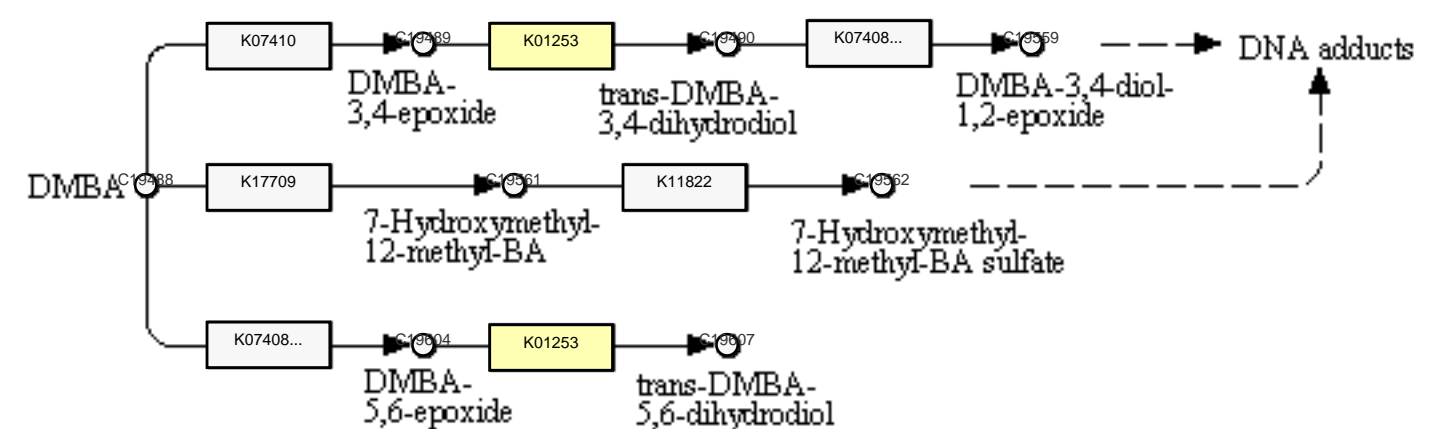 K07410
C19489
K01253
C19490
K07408...
C19559
DNA adducts
DMBA-
3,4-epoxide
trans-DMBA-
3,4-dihydrodiol
DMBA-3,4-diol-
1,2-epoxide
DMBA
C19488
K17709
C19561
K11822
C19562
7-Hydroxymethyl-
12-methyl-BA
7-Hydroxymethyl-
12-methyl-BA sulfate
K07408...
C19604
K01253
C19607
DMBA-
5,6-epoxide
trans-DMBA-
5,6-dihydrodiol